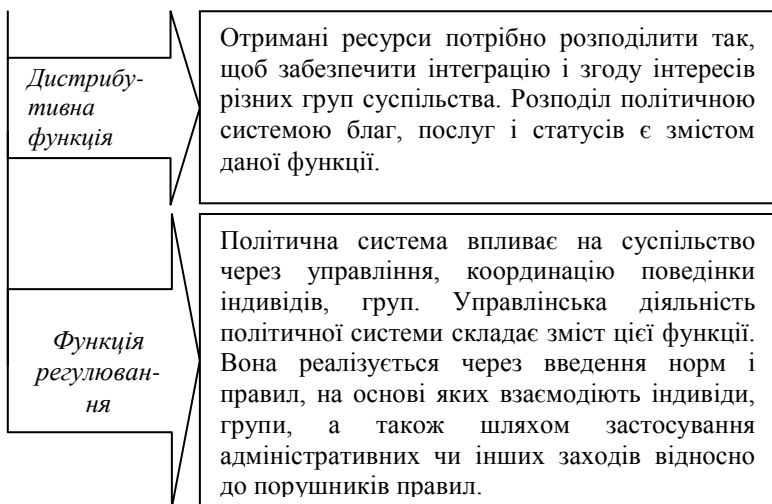 Дистрибу-
тивна
функція
Отримані ресурси потрібно розподілити так,
щоб забезпечити інтеграцію і згоду інтересів
різних груп суспільства. Розподіл політичною
системою благ, послуг і статусів є змістом
даної функції.
Функція
регулюван-
ня
Політична система впливає на суспільство
через управління, координацію поведінки
індивідів, груп. Управлінська діяльність
політичної системи складає зміст цієї функції.
Вона реалізується через введення норм і
правил, на основі яких взаємодіють індивіди,
групи, а також шляхом застосування
адміністративних чи інших заходів відносно
до порушників правил.